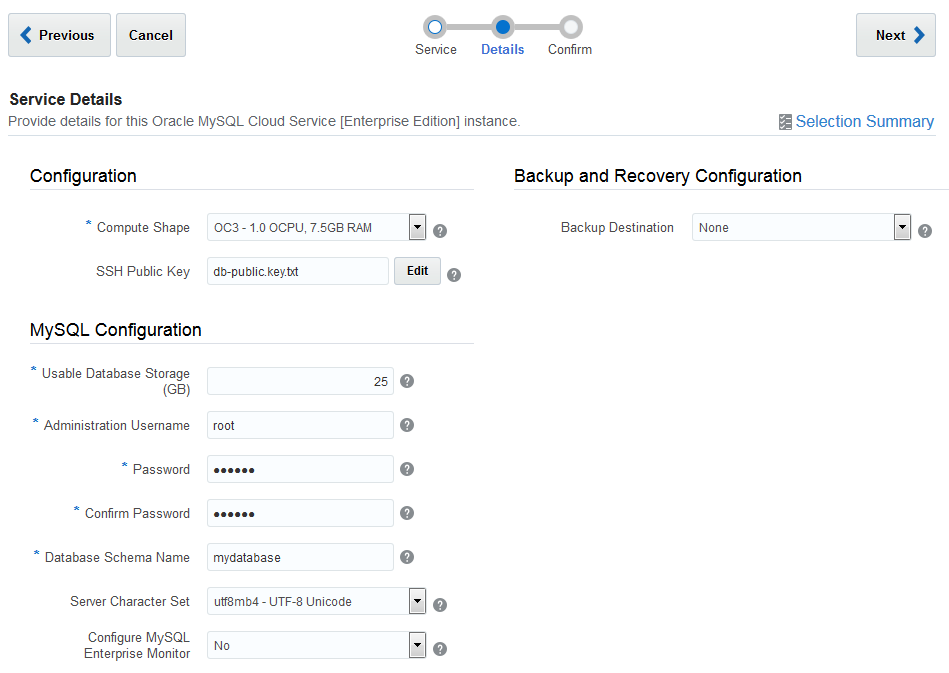 Previous
Cancel
Service
Details
Confirm
Next
Service Details
Provide details for this Oracle MySQL Cloud Service [Enterprise Edition] instance.
Selection Summary
Configuration
* Compute Shape
OC3 - 1.0 OCPU, 7.5GB RAM
?
SSH Public Key
db-public.key.txt
Edit
?
Backup and Recovery Configuration
Backup Destination
None
?
MySQL Configuration
* Usable Database Storage
(GB)
25
?
* Administration Username
root
?
* Password
●●●●●●
?
* Confirm Password
●●●●●●
?
* Database Schema Name
mydatabase
?
Server Character Set
utf8mb4 - UTF-8 Unicode
?
Configure MySQL
Enterprise Monitor
No
?